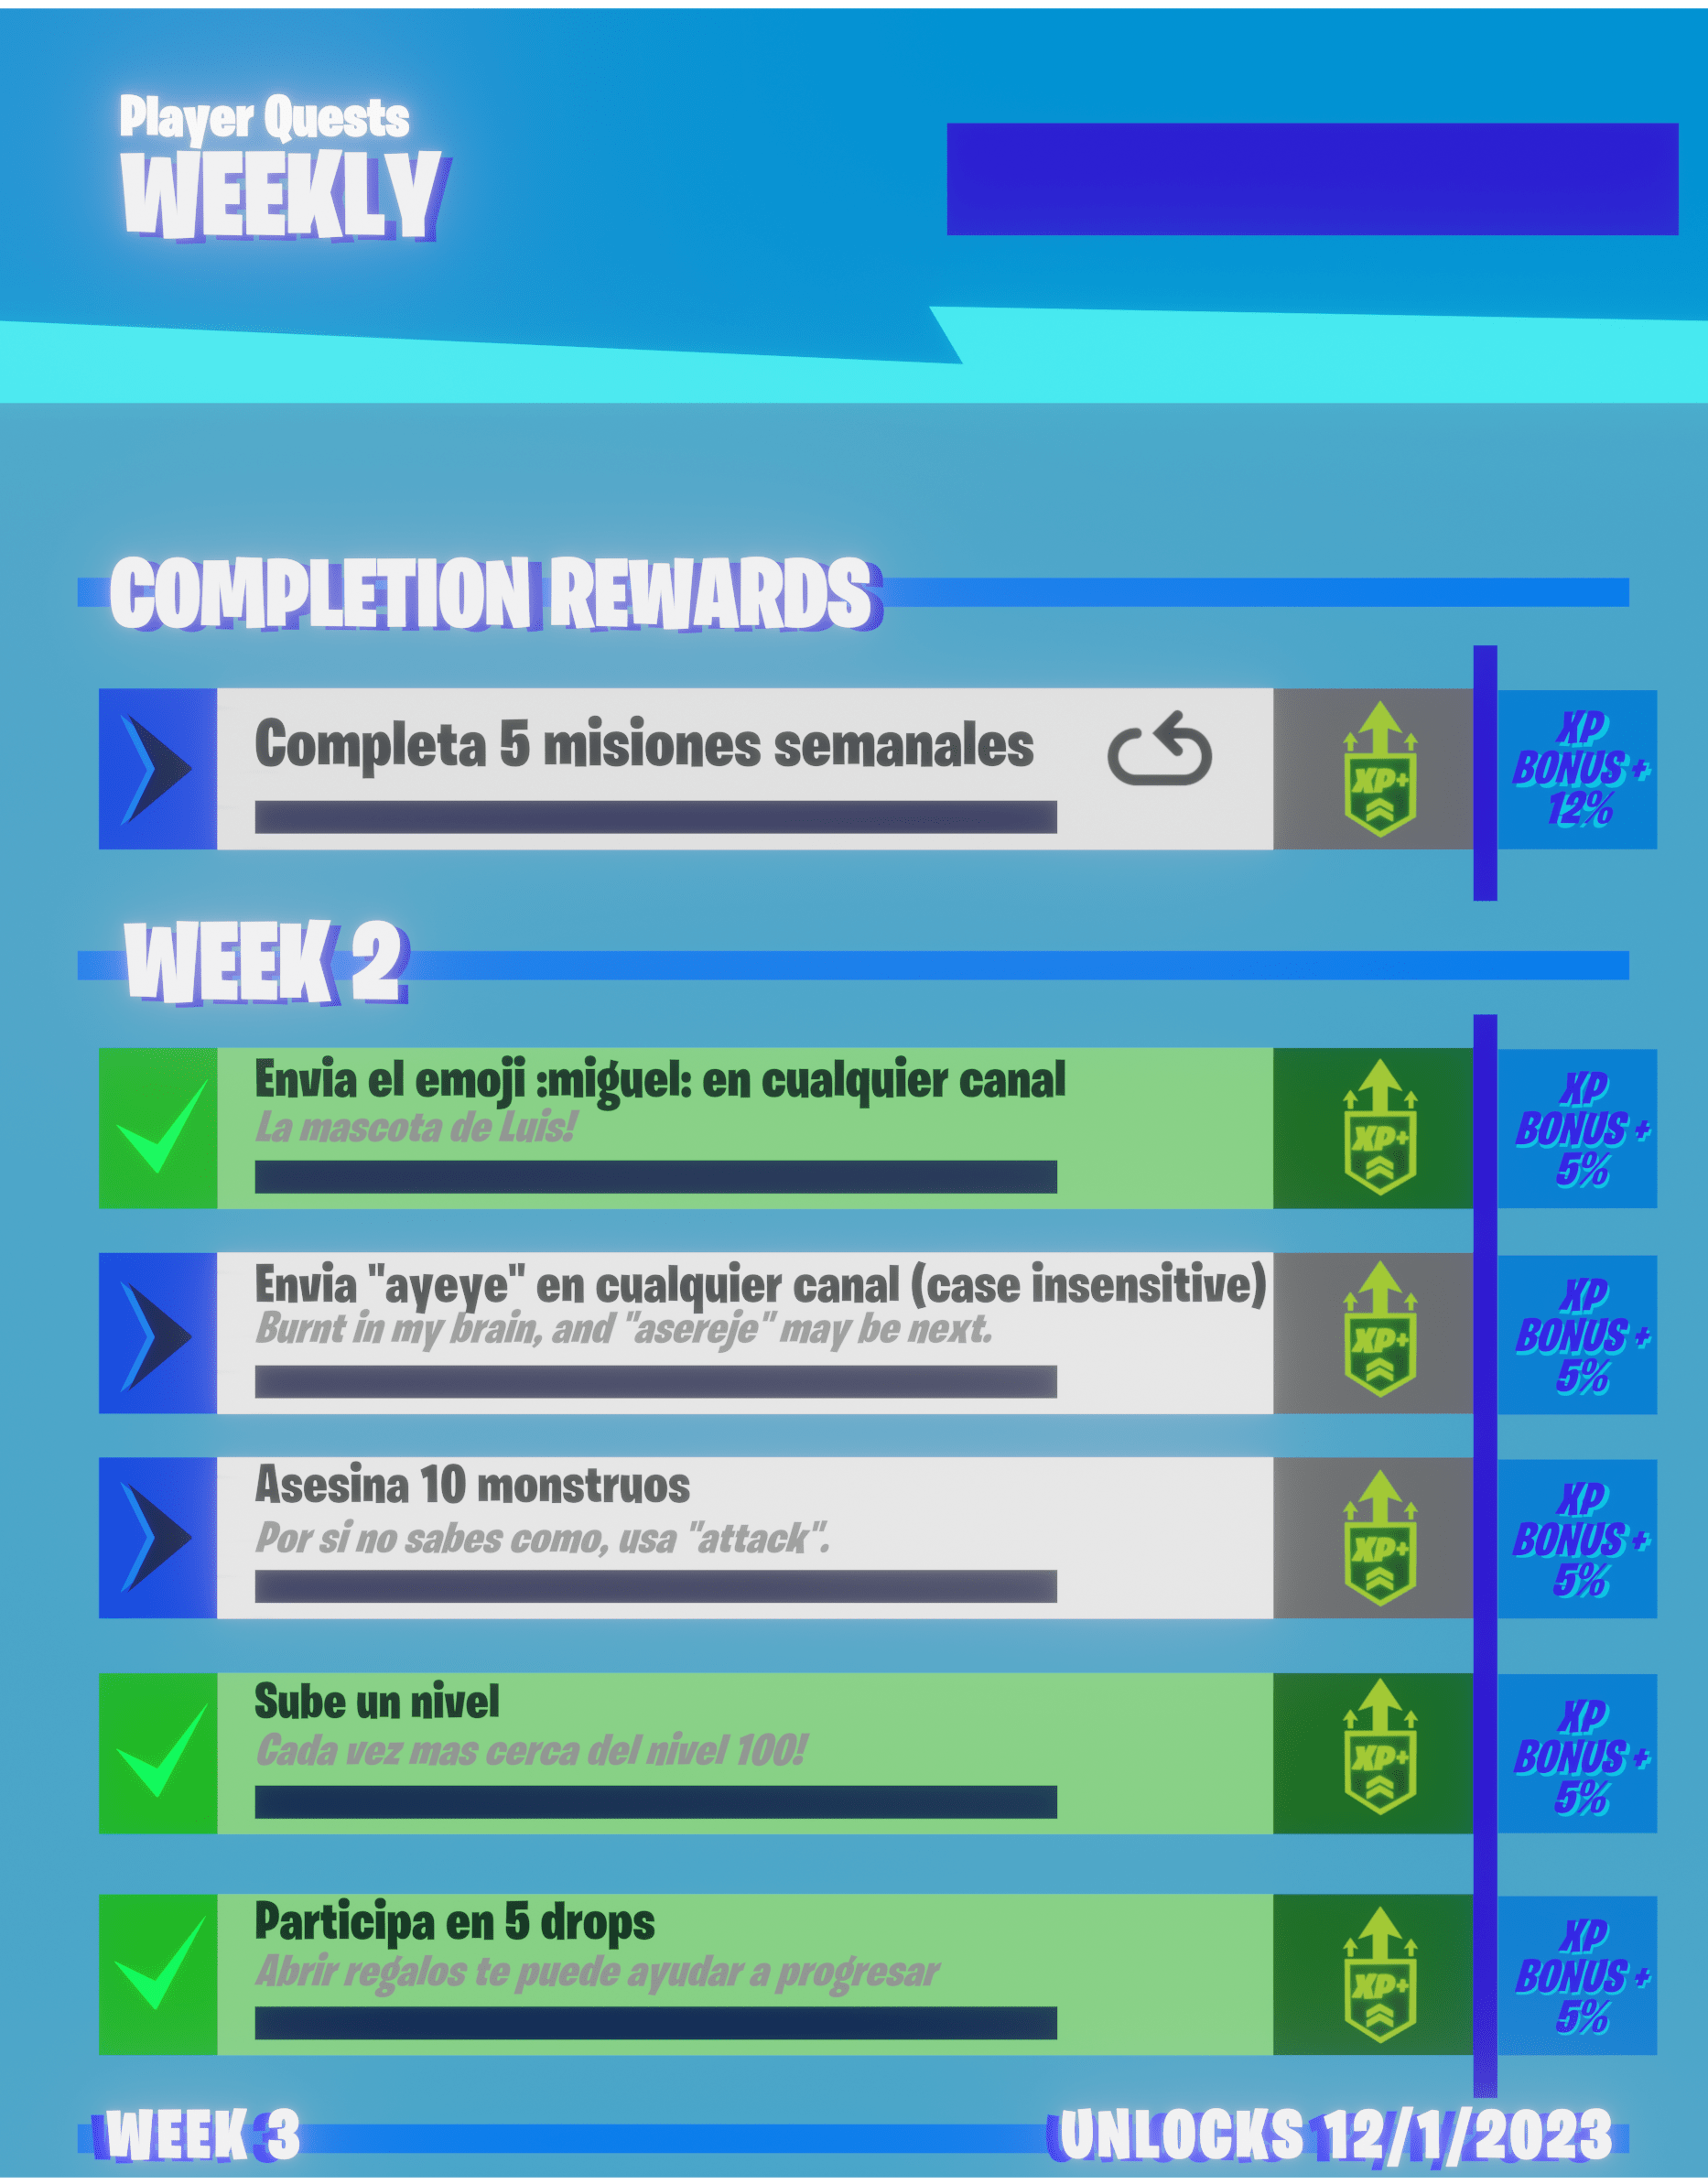 Player Quests
WEEKLY
COMPLETION REWARDS
Completa 5 misiones semanales
XP+
XP
BONUS +
12%
WEEK 2
Envia el emoji :miguel: en cualquier canal
La mascota de Luis!
XP+
XP
BONUS +
5%
Envia "ayeye" en cualquier canal (case insensitive)
Burnt in my brain, and "asereje" may be next.
XP+
XP
BONUS +
5%
Asesina 10 monstruos
Por si no sabes como, usa "attack".
XP+
XP
BONUS +
5%
Sube un nivel
Cada vez mas cerca del nivel 100!
XP+
XP
BONUS +
5%
Participa en 5 drops
Abrir regalos te puede ayudar a progresar
XP+
XP
BONUS +
5%
WEEK 3
UNLOCKS 12/1/2023